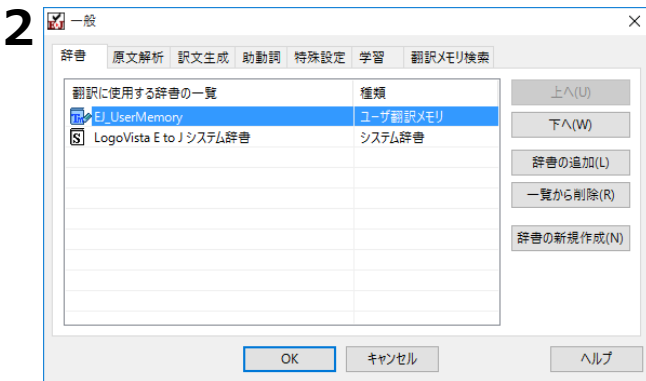 2
一般
辞書 原文解析 訳文生成 助動詞 特殊設定 学習 翻訳メモリ検索
翻訳に使用する辞書の一覧 種類
EJ_UserMemory ユーザ翻訳メモリ
LogoVista E to J システム辞書 システム辞書
上へ(U)
下へ(W)
辞書の追加(L)
一覧から削除(R)
辞書の新規作成(N)
OK キャンセル ヘルプ